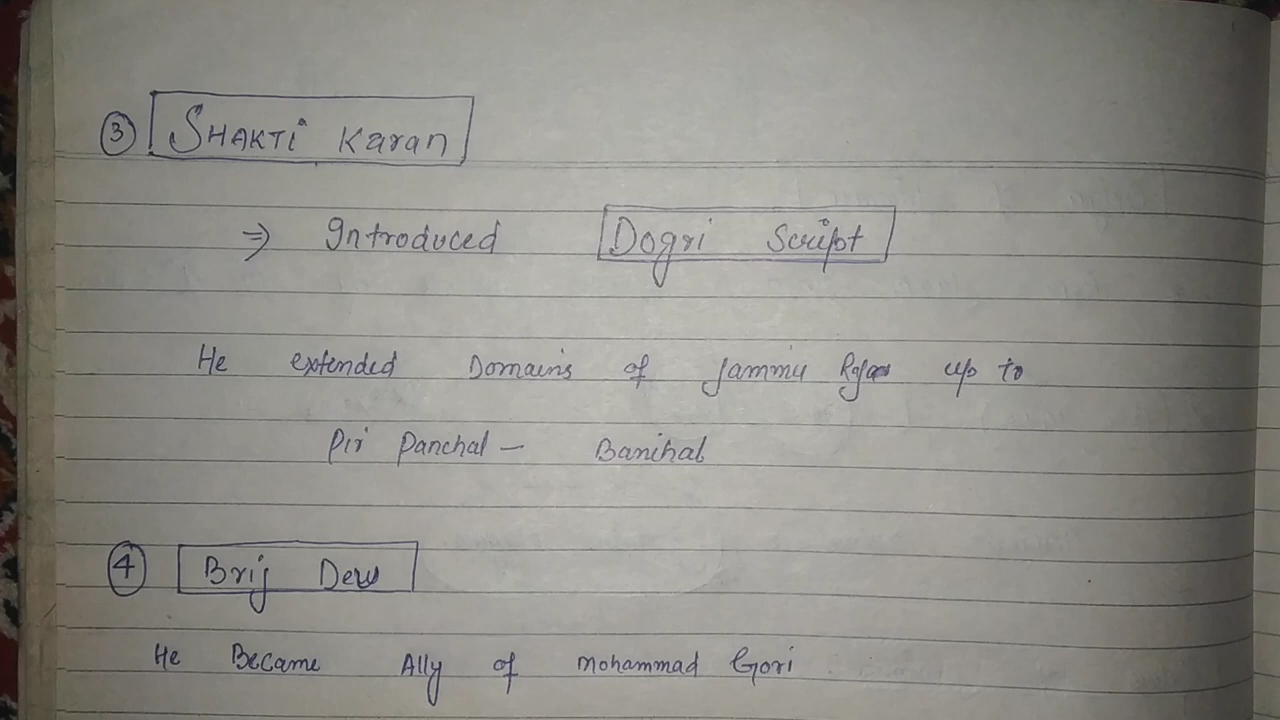 ③ SHAKTi Karan
⇒ Introduced Dogri Script
He extended Domains of Jammu Rajas up to
Pir Panchal - Banihal
④ Brij Dev
He Became Ally of Mohammad Gori